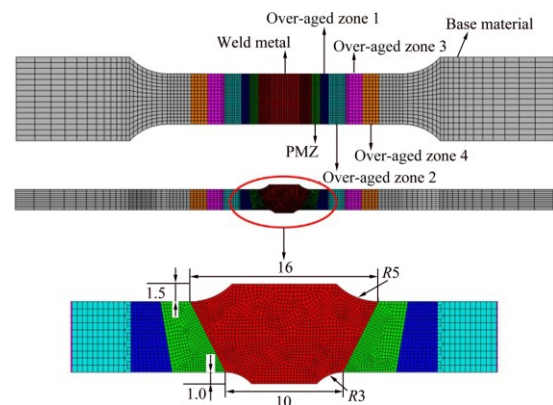 Over-aged zone 1
Base material
Weld metal
Over-aged zone 3
PMZ
Over-aged zone 4
Over-aged zone 2
16
1.5
R5
1.0
10
R3